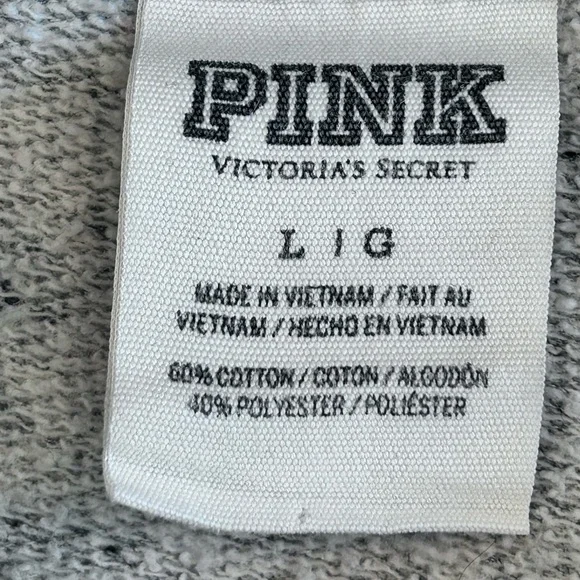 PINK
VICTORIA'S SECRET
L | G
MADE IN VIETNAM / FAIT AU
VIETNAM / HECHO EN VIETNAM
60% COTTON / COTON / ALGODÓN
40% POLYESTER / POLIÉSTER